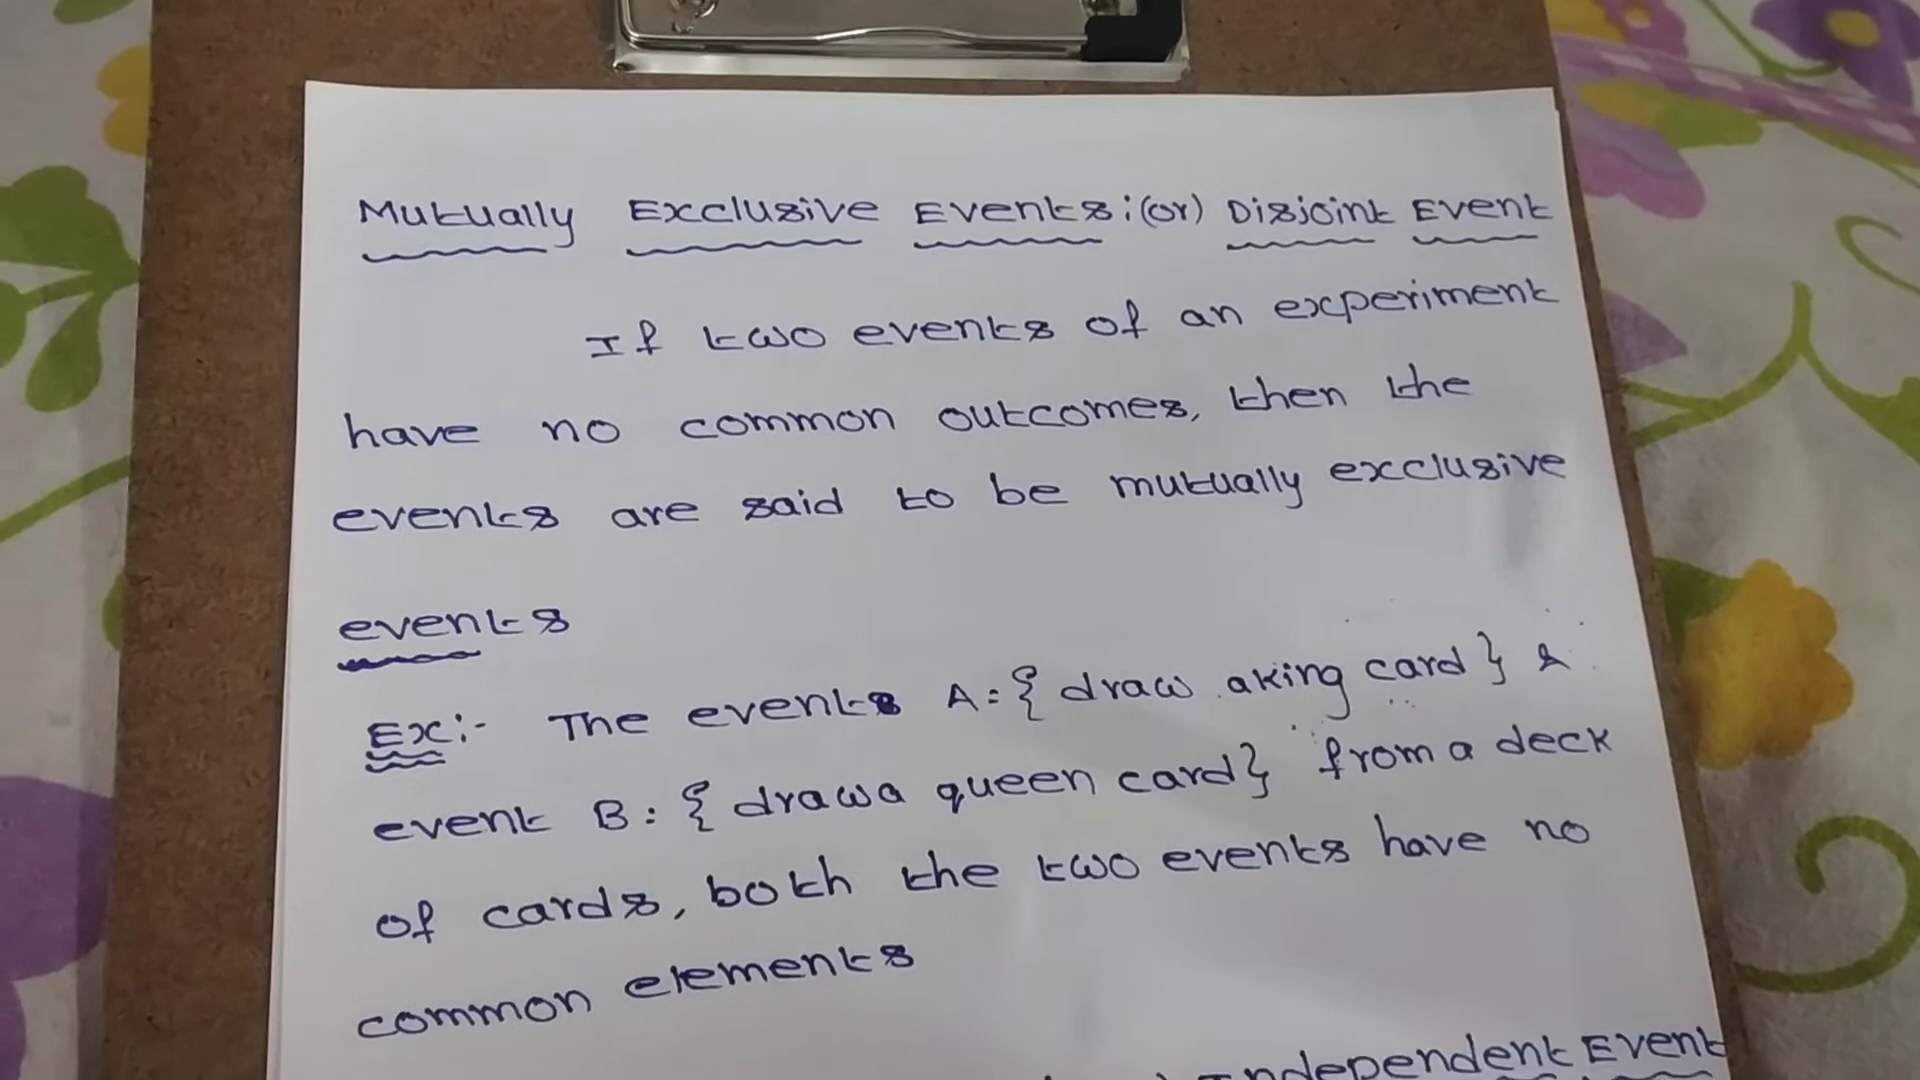 Mutually Exclusive Events:(or) Disjoint Event
If two events of an experiment
have no common outcomes, then the
events are said to be mutually exclusive
events
Ex:- The events A={draw a king card} &
event B:{draw a queen card} from a deck
of cards, both the two events have no
common elements
Independent Event